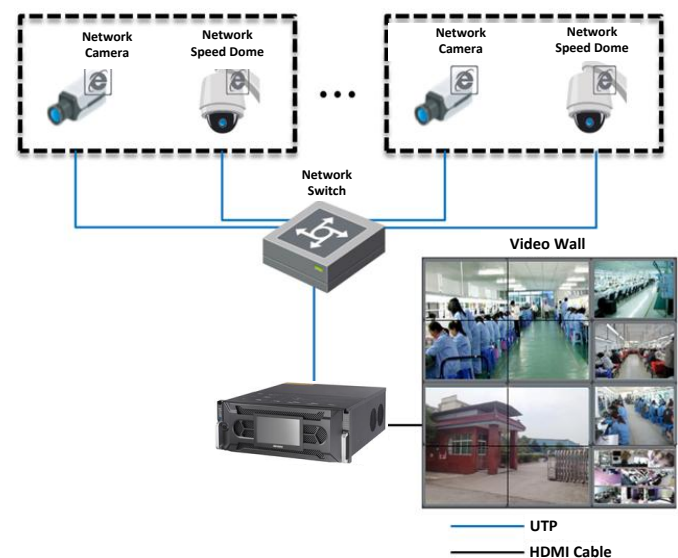 Network
Camera
Network
Speed Dome
Network
Camera
Network
Speed Dome
Network
Switch
Video Wall
UTP
HDMI Cable